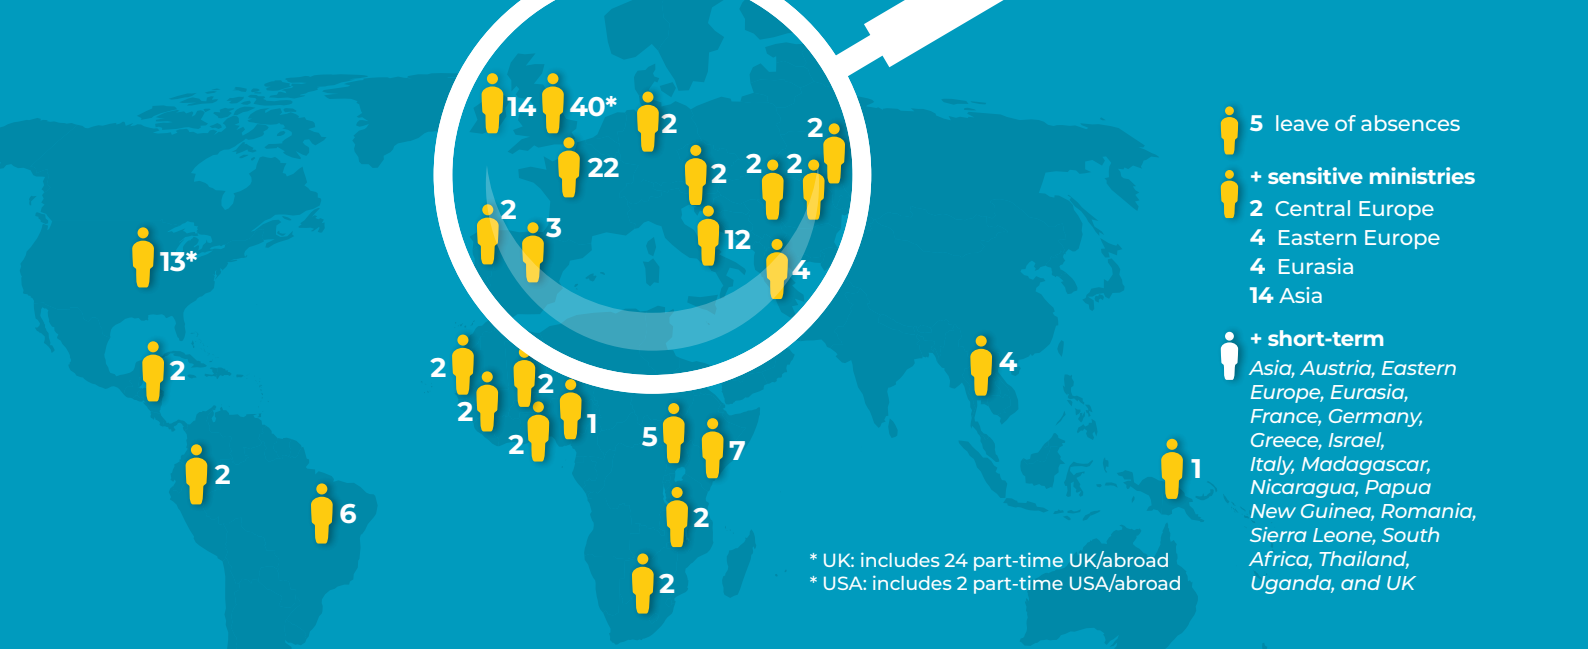 14
40*
2
2
22
2
2
2
2
3
12
4
13*
2
2
6
2
2
2
2
1
5
7
2
2
4
1
* UK: includes 24 part-time UK/abroad
* USA: includes 2 part-time USA/abroad
5 leave of absences
+ sensitive ministries
2 Central Europe
4 Eastern Europe
4 Eurasia
14 Asia
+ short-term
Asia, Austria, Eastern
Europe, Eurasia,
France, Germany,
Greece, Israel,
Italy, Madagascar,
Nicaragua, Papua
New Guinea, Romania,
Sierra Leone, South
Africa, Thailand,
Uganda, and UK